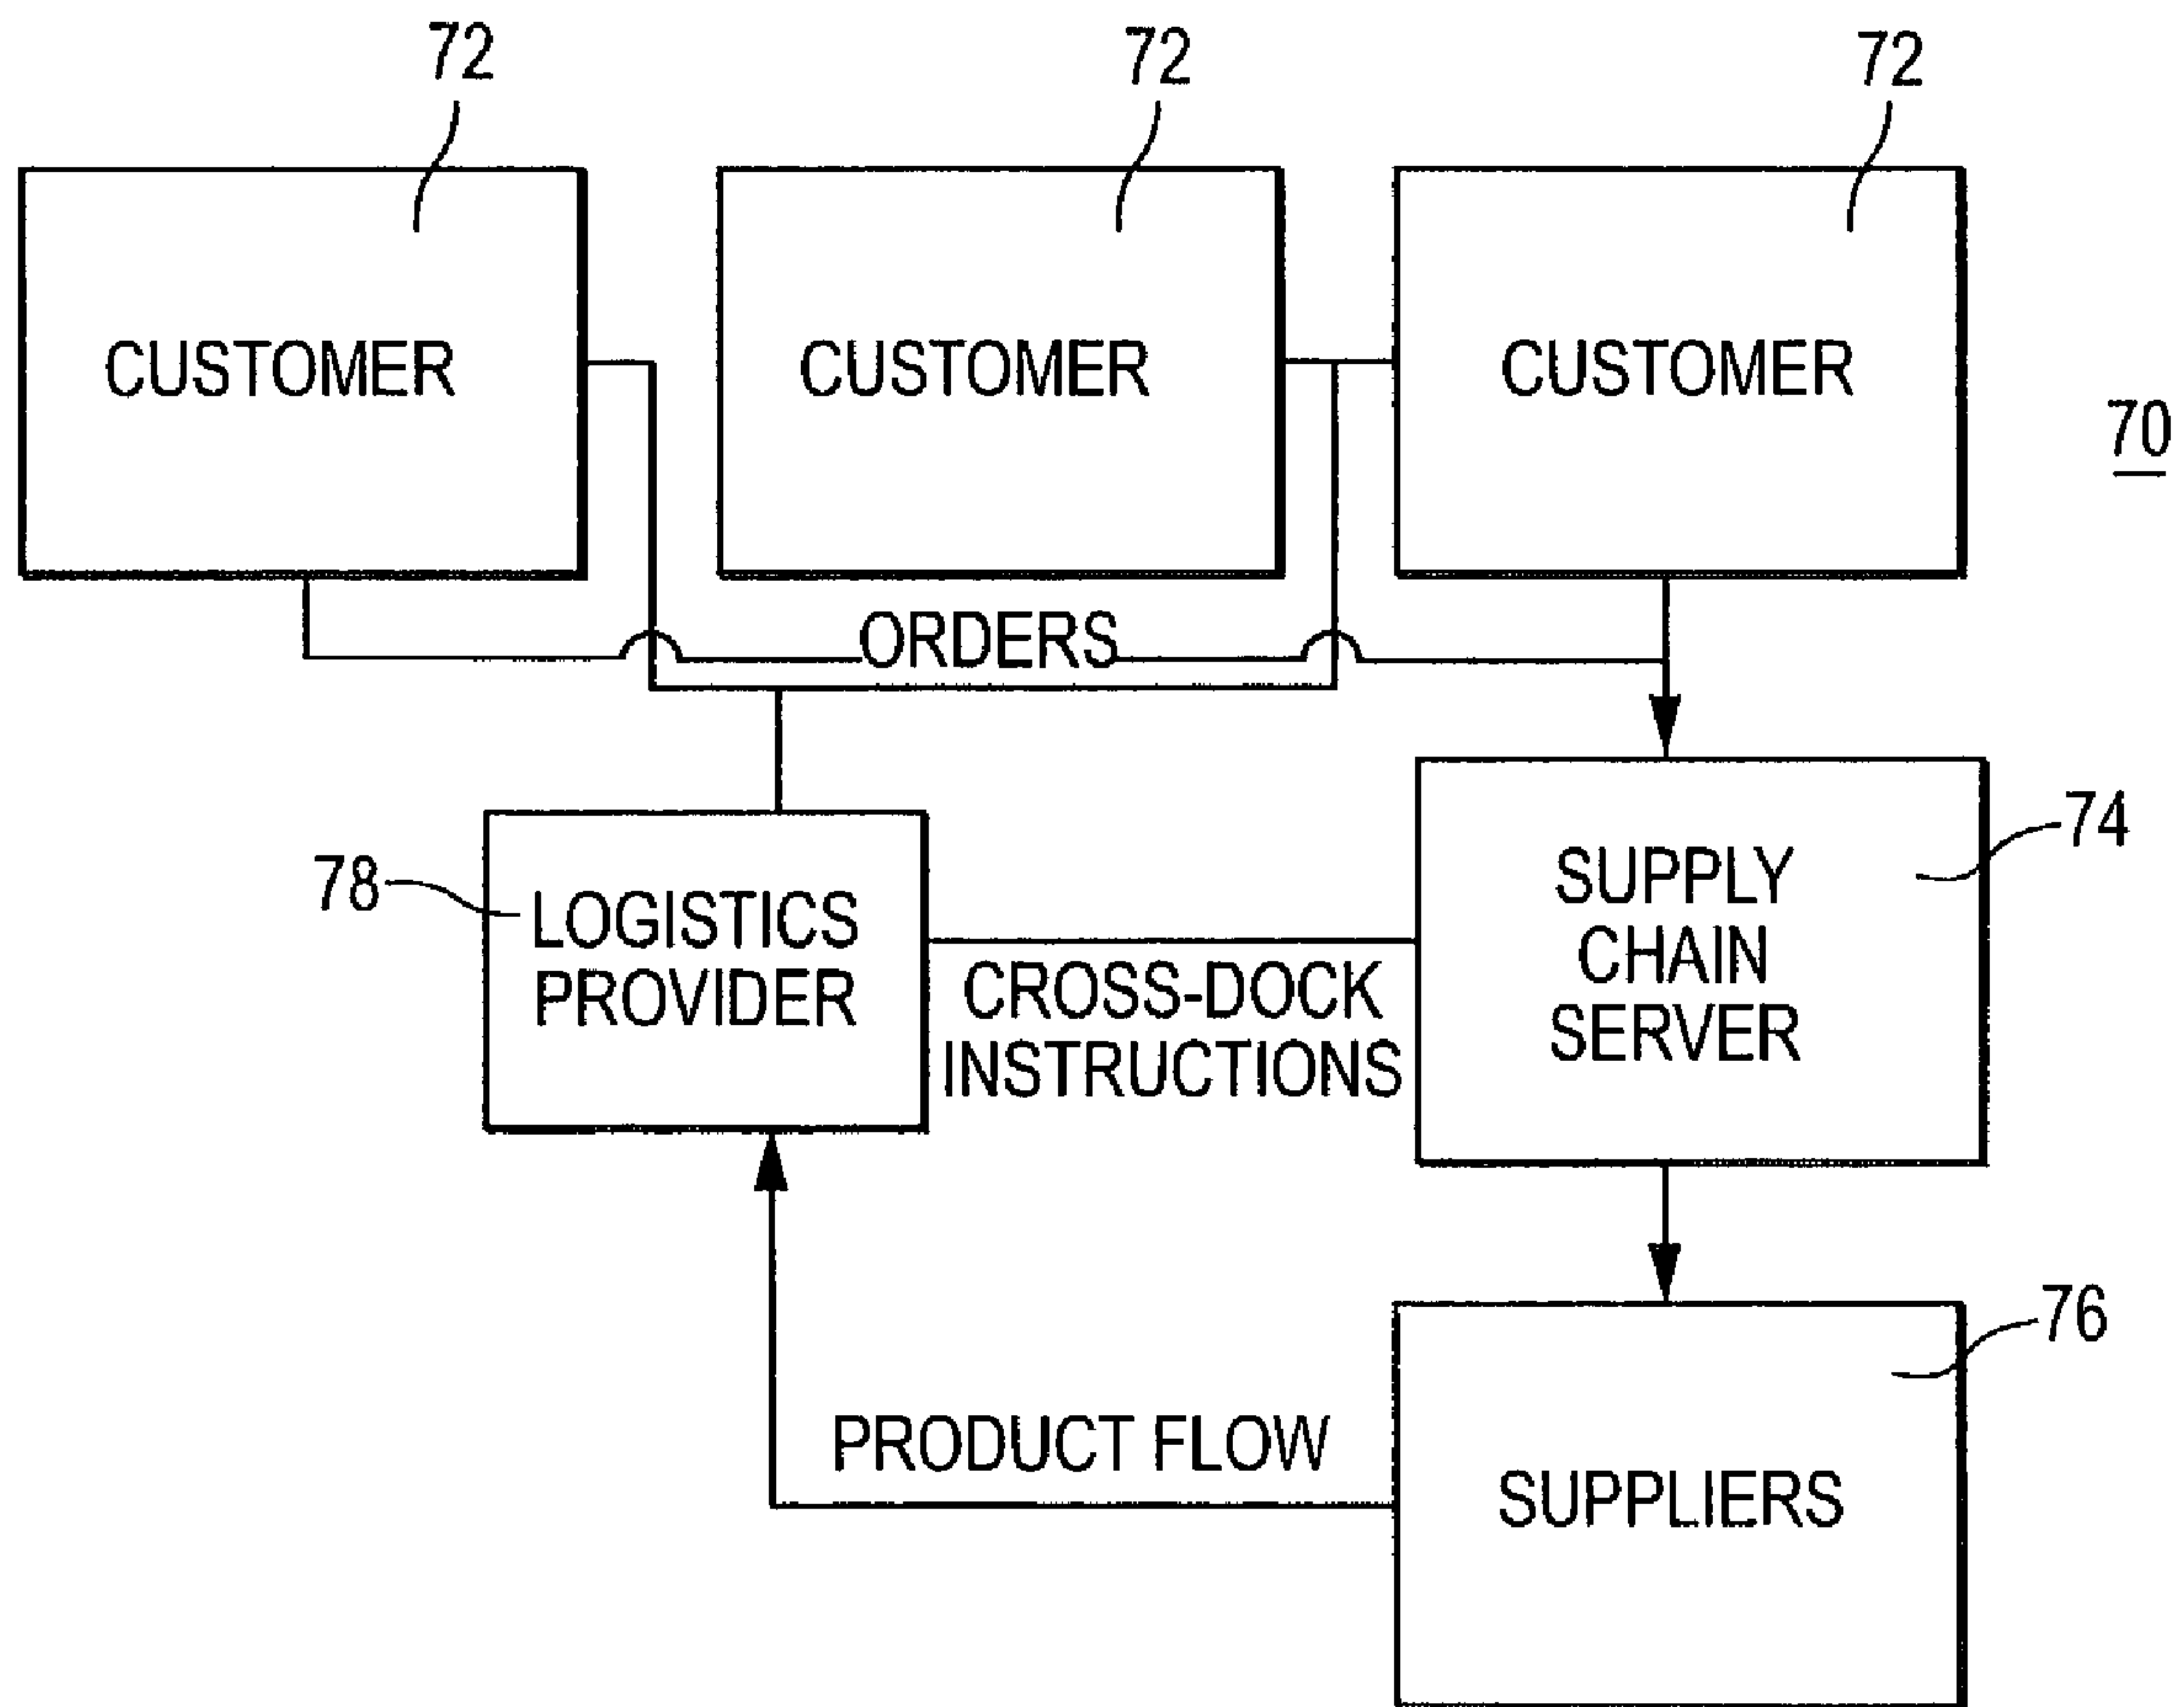 72
72
72
CUSTOMER
CUSTOMER
CUSTOMER
70
ORDERS
74
78
LOGISTICS
PROVIDER
SUPPLY
CHAIN
SERVER
CROSS-DOCK
INSTRUCTIONS
76
PRODUCT FLOW
SUPPLIERS